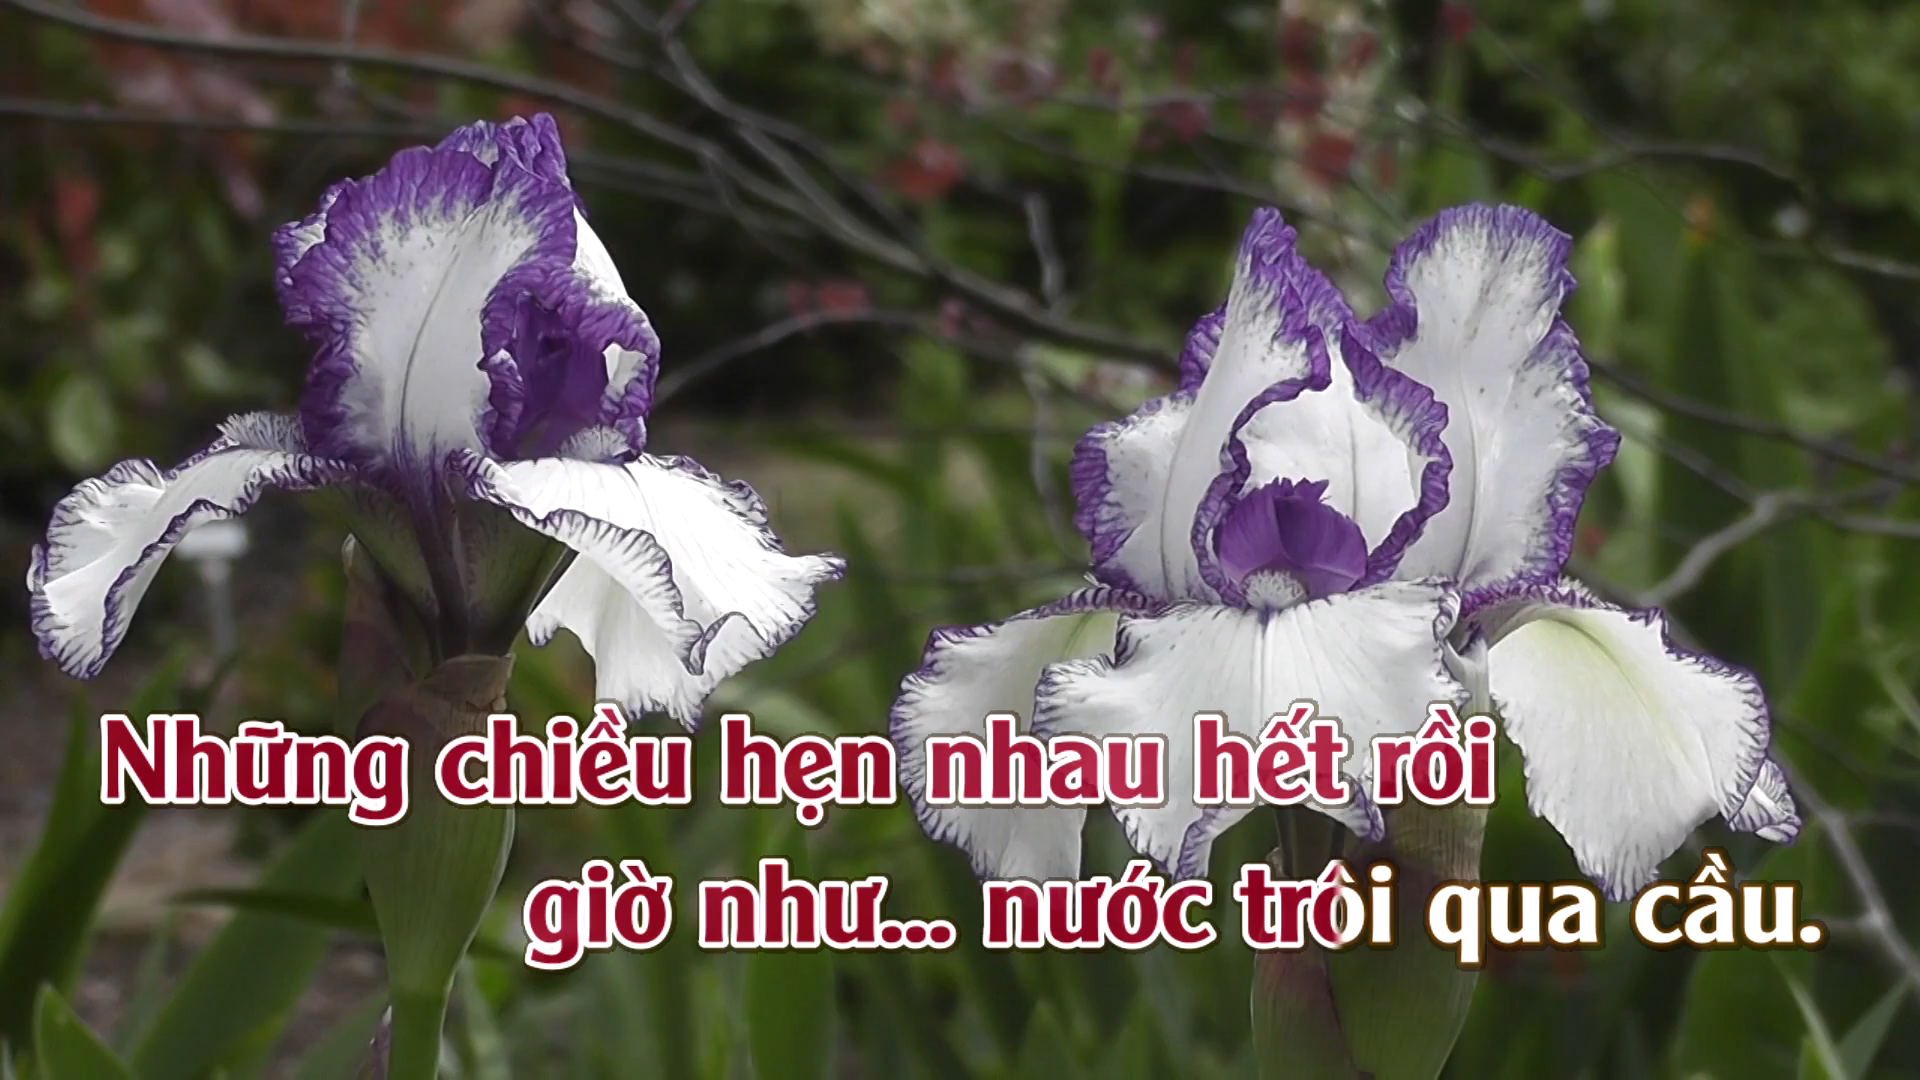 Những chiều hẹn nhau hết rồi
giờ như... nước trôi qua cầu.